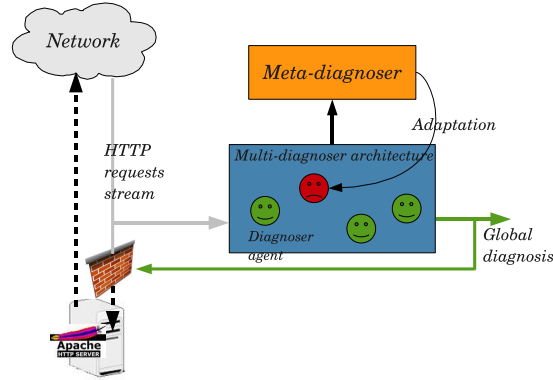 Network
Meta-diagnoser
Adaptation
HTTP
requests
stream
Multi-diagnoser architecture
Diagnoser
agent
Global
diagnosis
Apache
HTTP SERVER